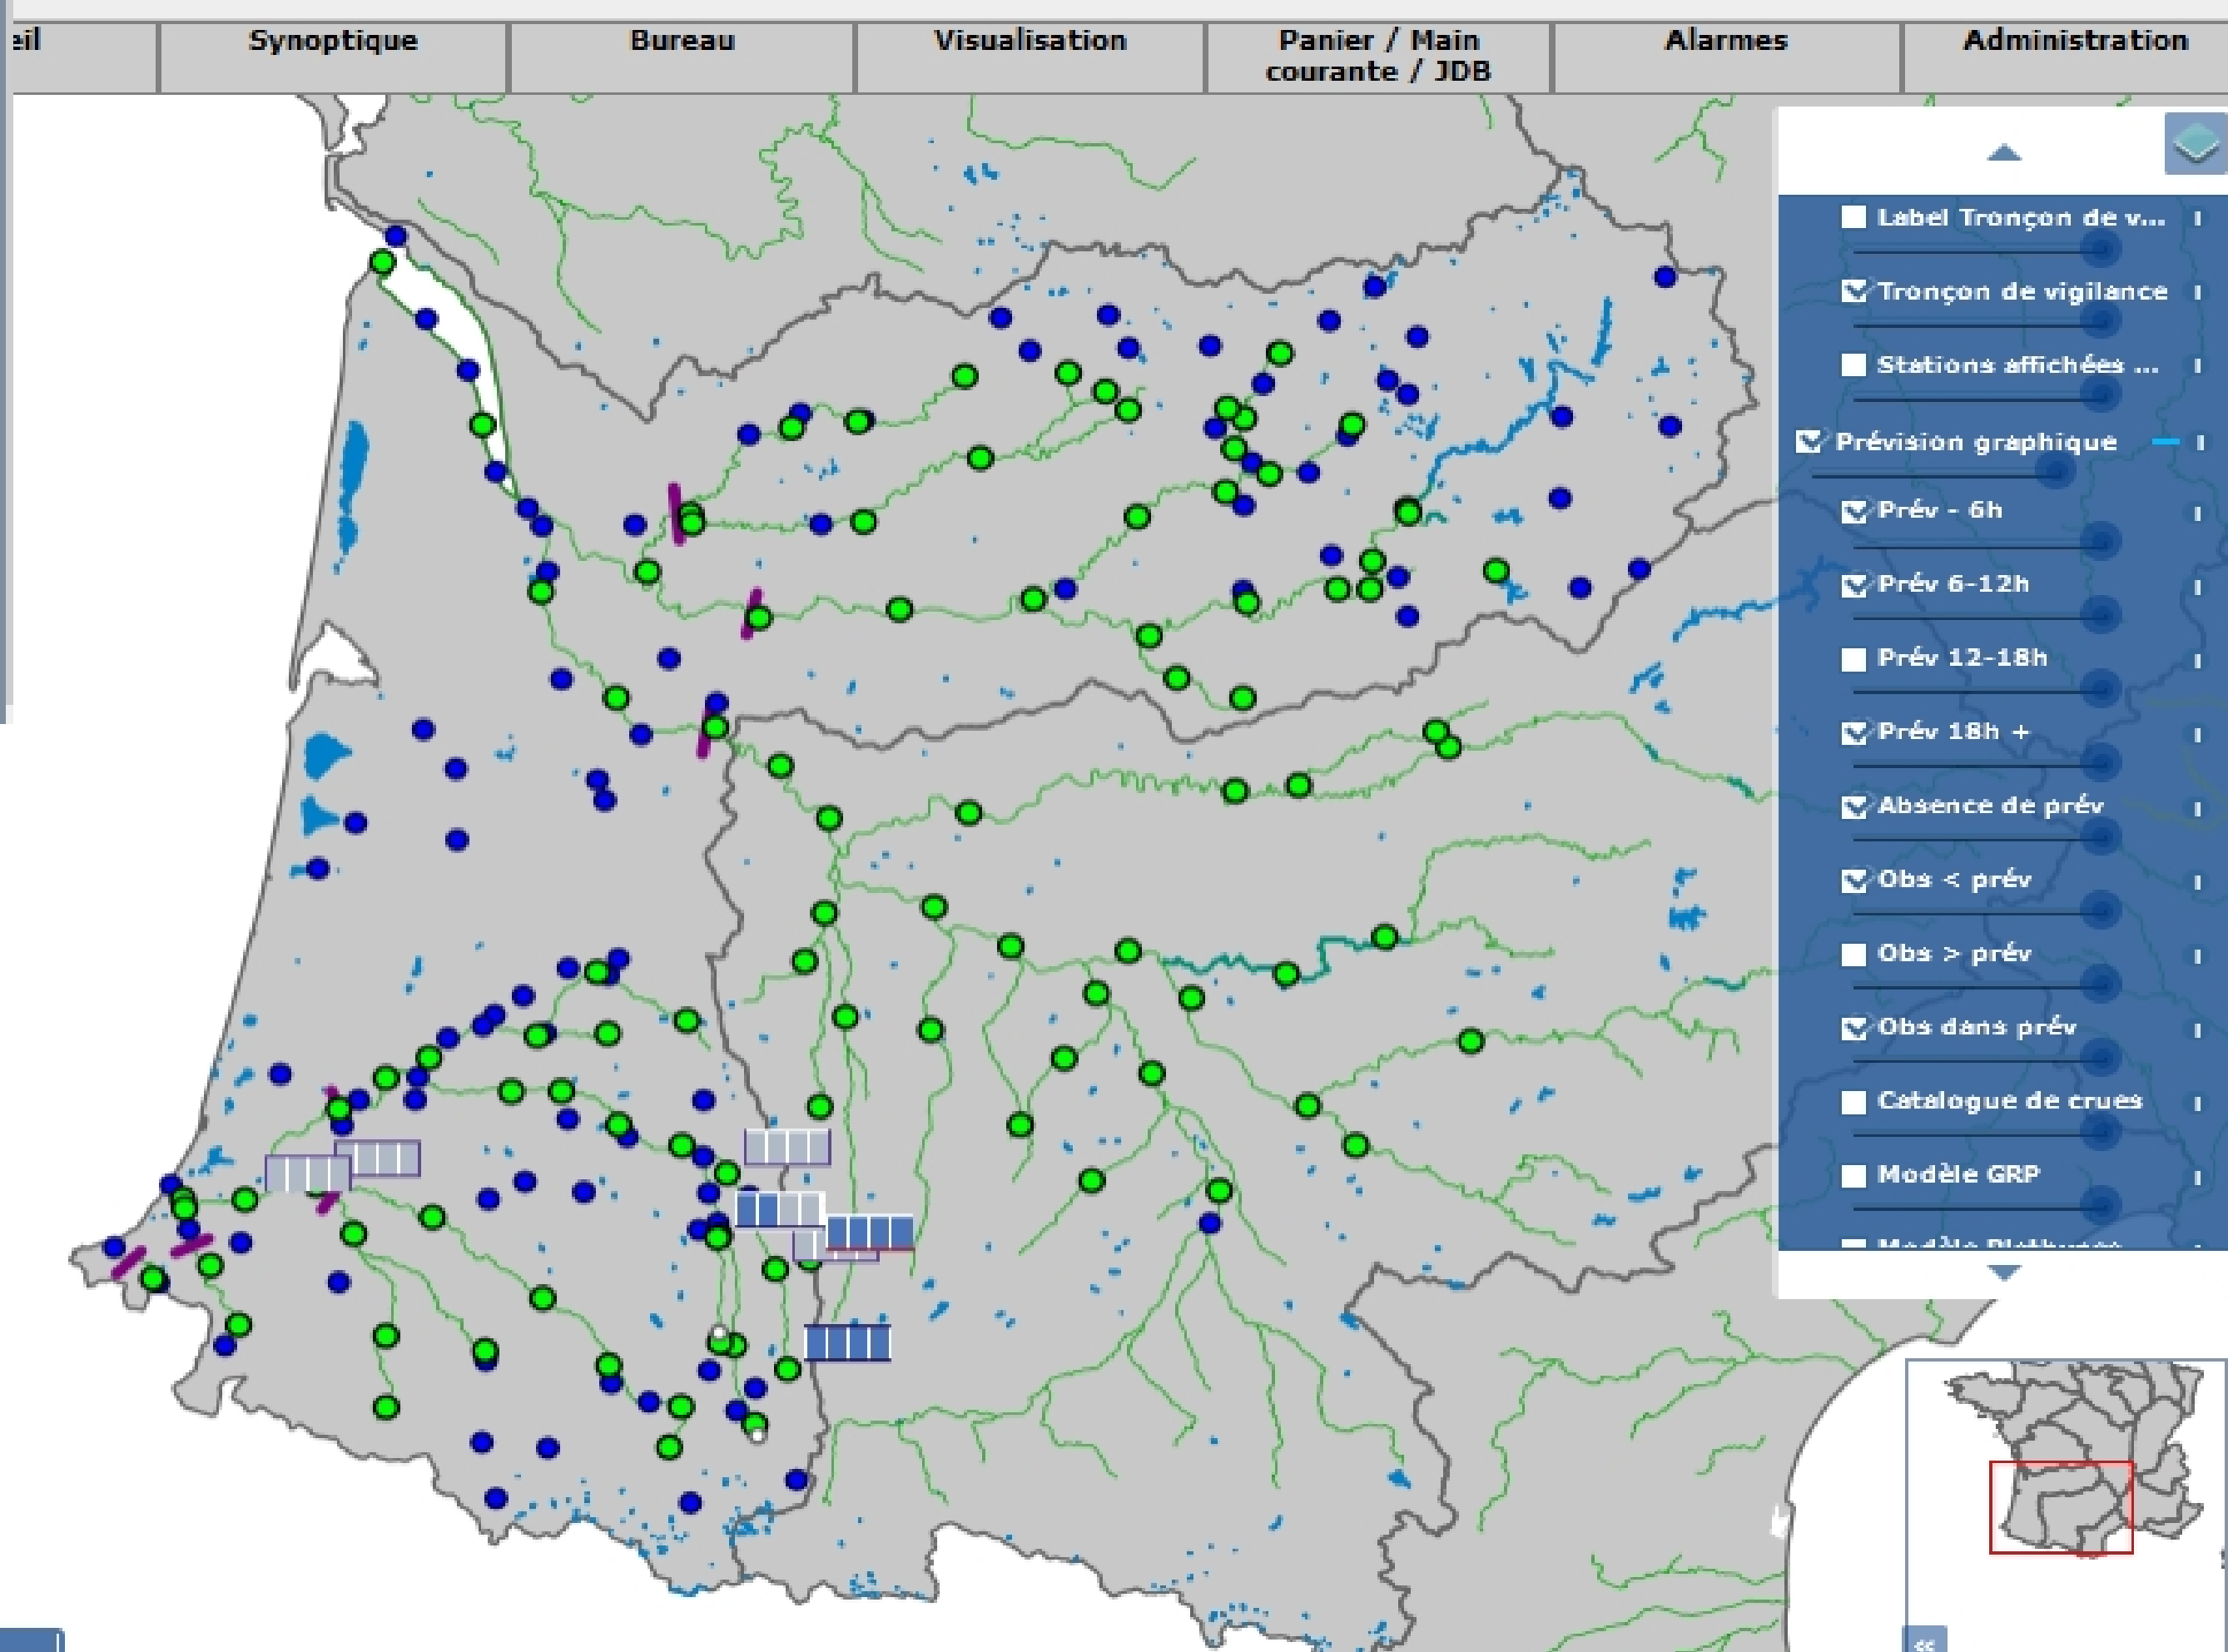 eil
Synoptique
Bureau
Visualisation
Panier / Main
courante / JDB
Alarmes
Administration
Label Tronçon de v...
Tronçon de vigilance
Stations affichées ...
Prévision graphique
Prév - 6h
Prév 6-12h
Prév 12-18h
Prév 18h +
Absence de prév
Obs < prév
Obs > prév
Obs dans prév
Catalogue de crues
Modèle GRP
«